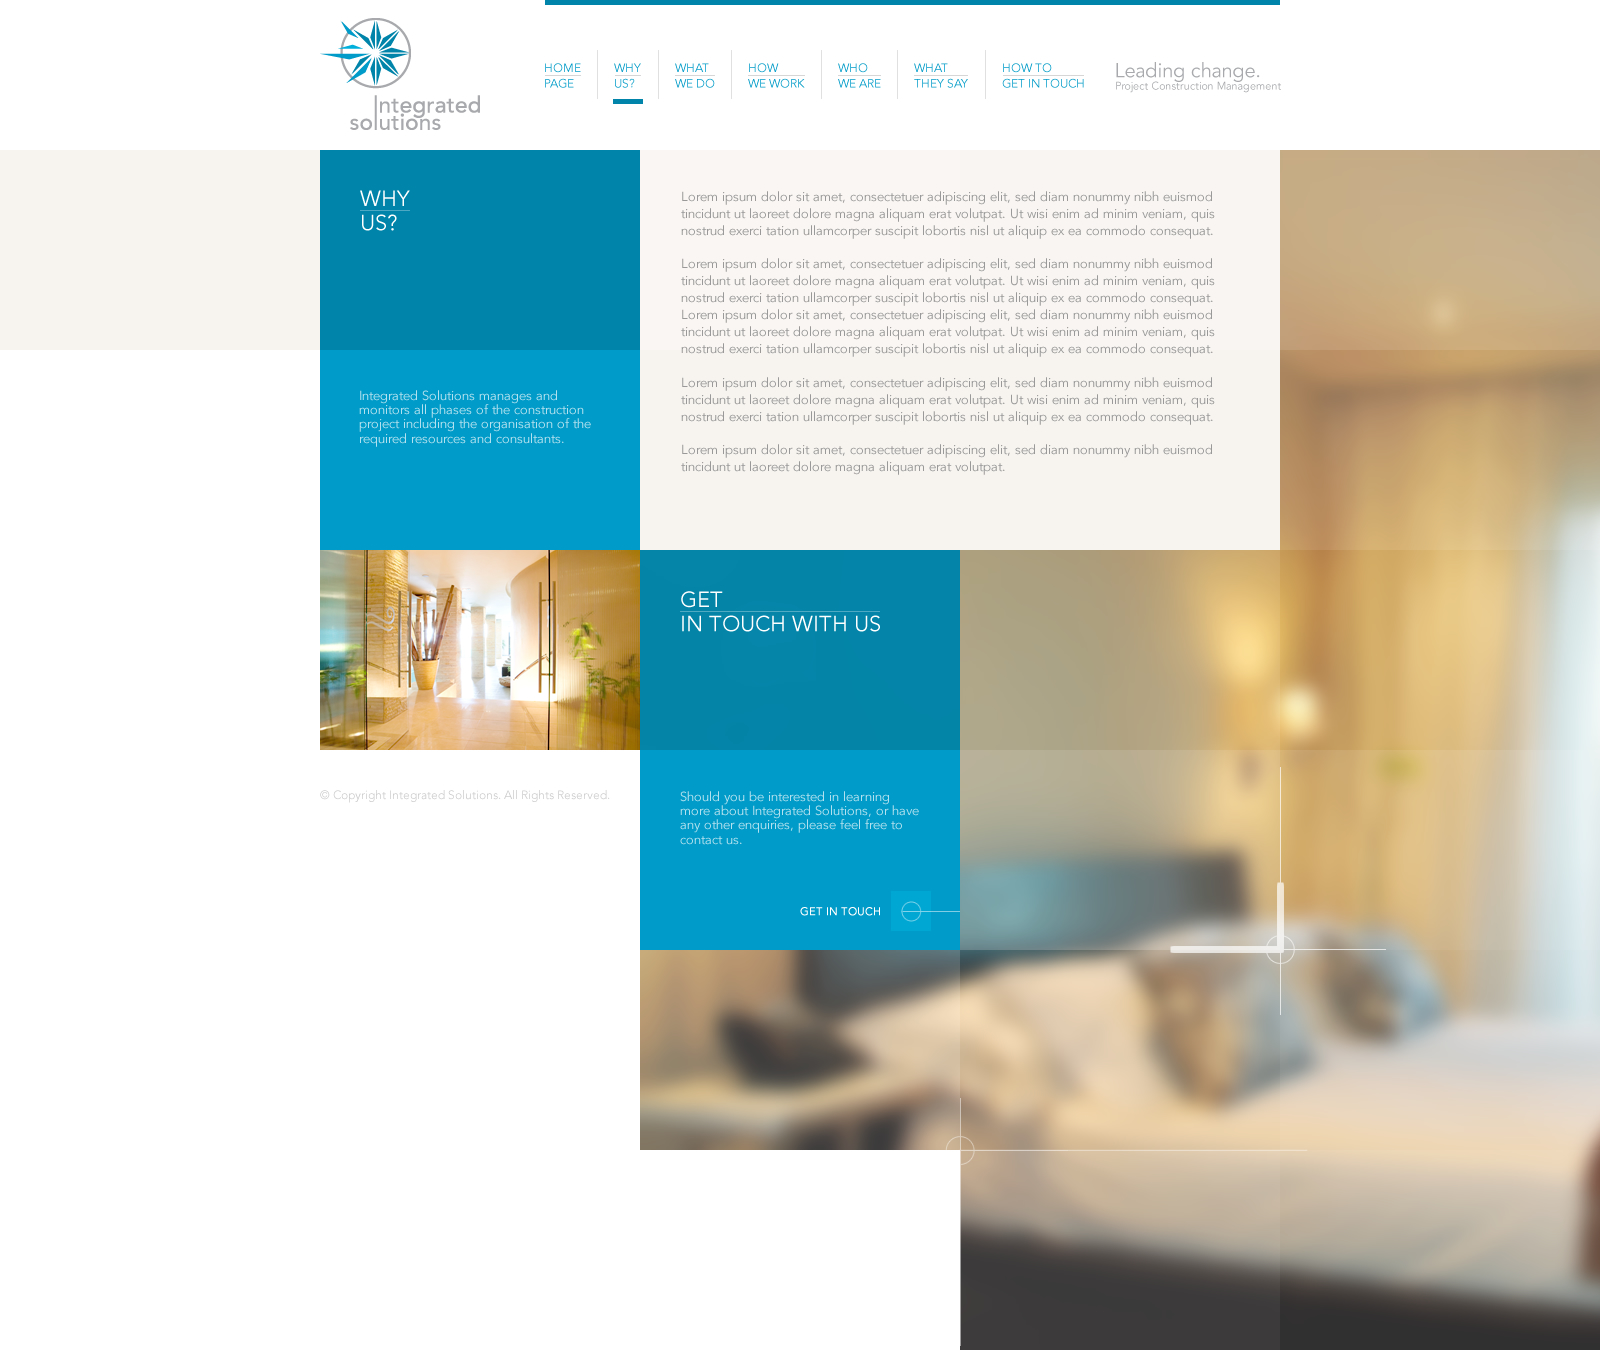 Integrated
solutions
HOME
PAGE
WHY
US?
WHAT
WE DO
HOW
WE WORK
WHO
WE ARE
WHAT
THEY SAY
HOW TO
GET IN TOUCH
Leading change.
Project Construction Management
WHY
US?
Integrated Solutions manages and
monitors all phases of the construction
project including the organisation of the
required resources and consultants.
Lorem ipsum dolor sit amet, consectetuer adipiscing elit, sed diam nonummy nibh euismod
tincidunt ut laoreet dolore magna aliquam erat volutpat. Ut wisi enim ad minim veniam, quis
nostrud exerci tation ullamcorper suscipit lobortis nisl ut aliquip ex ea commodo consequat.
Lorem ipsum dolor sit amet, consectetuer adipiscing elit, sed diam nonummy nibh euismod
tincidunt ut laoreet dolore magna aliquam erat volutpat. Ut wisi enim ad minim veniam, quis
nostrud exerci tation ullamcorper suscipit lobortis nisl ut aliquip ex ea commodo consequat.
Lorem ipsum dolor sit amet, consectetuer adipiscing elit, sed diam nonummy nibh euismod
tincidunt ut laoreet dolore magna aliquam erat volutpat. Ut wisi enim ad minim veniam, quis
nostrud exerci tation ullamcorper suscipit lobortis nisl ut aliquip ex ea commodo consequat.
Lorem ipsum dolor sit amet, consectetuer adipiscing elit, sed diam nonummy nibh euismod
tincidunt ut laoreet dolore magna aliquam erat volutpat. Ut wisi enim ad minim veniam, quis
nostrud exerci tation ullamcorper suscipit lobortis nisl ut aliquip ex ea commodo consequat.
Lorem ipsum dolor sit amet, consectetuer adipiscing elit, sed diam nonummy nibh euismod
tincidunt ut laoreet dolore magna aliquam erat volutpat.
GET
IN TOUCH WITH US
Should you be interested in learning
more about Integrated Solutions, or have
any other enquiries, please feel free to
contact us.
GET IN TOUCH
© Copyright Integrated Solutions. All Rights Reserved.